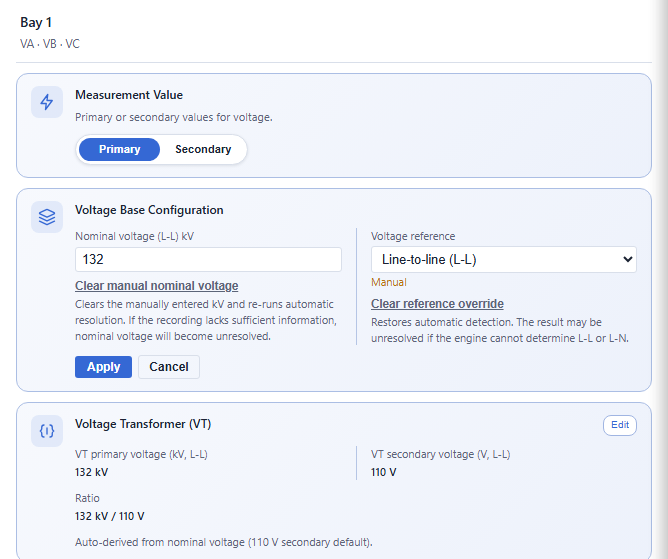 Bay 1
VA · VB · VC
Measurement Value
Primary or secondary values for voltage.
Primary
Secondary
Voltage Base Configuration
Nominal voltage (L-L) kV
132
Clear manual nominal voltage
Clears the manually entered kV and re-runs automatic
resolution. If the recording lacks sufficient information,
nominal voltage will become unresolved.
Voltage reference
Line-to-line (L-L)
Manual
Clear reference override
Restores automatic detection. The result may be
unresolved if the engine cannot determine L-L or L-N.
Apply
Cancel
Voltage Transformer (VT)
Edit
VT primary voltage (kV, L-L)
132 kV
VT secondary voltage (V, L-L)
110 V
Ratio
132 kV / 110 V
Auto-derived from nominal voltage (110 V secondary default).